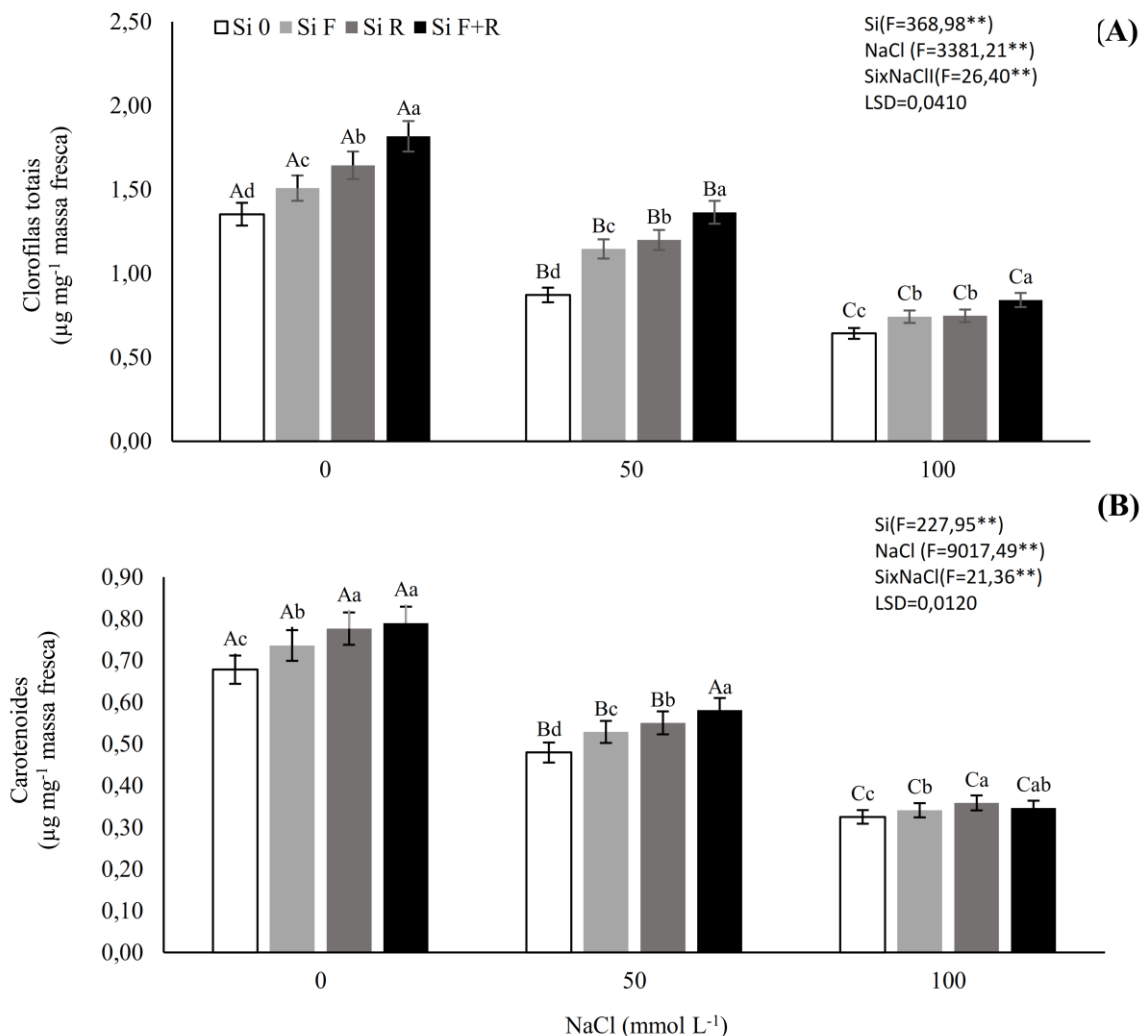 2,50
Si 0 Si F Si R Si F+R
Si(F=368,98**)
NaCl (F=3381,21**)
SixNaClI(F=26,40**)
LSD=0,0410
(A)
2,00
1,50
1,00
0,50
0,00
Clorofilas totais
(µg mg⁻¹ massa fresca)
Ad Ac Ab Aa
Bd Bc Bb Ba
Cc Cb Cb Ca
0 50 100
(B)
Si(F=227,95**)
NaCl (F=9017,49**)
SixNaCl(F=21,36**)
LSD=0,0120
0,90
0,80
0,70
0,60
0,50
0,40
0,30
0,20
0,10
0,00
Carotenoides
(µg mg⁻¹ massa fresca)
Ac Ab Aa Aa
Bd Bc Bb Aa
Cc Cb Ca Cab
0 50 100
NaCl (mmol L⁻¹)